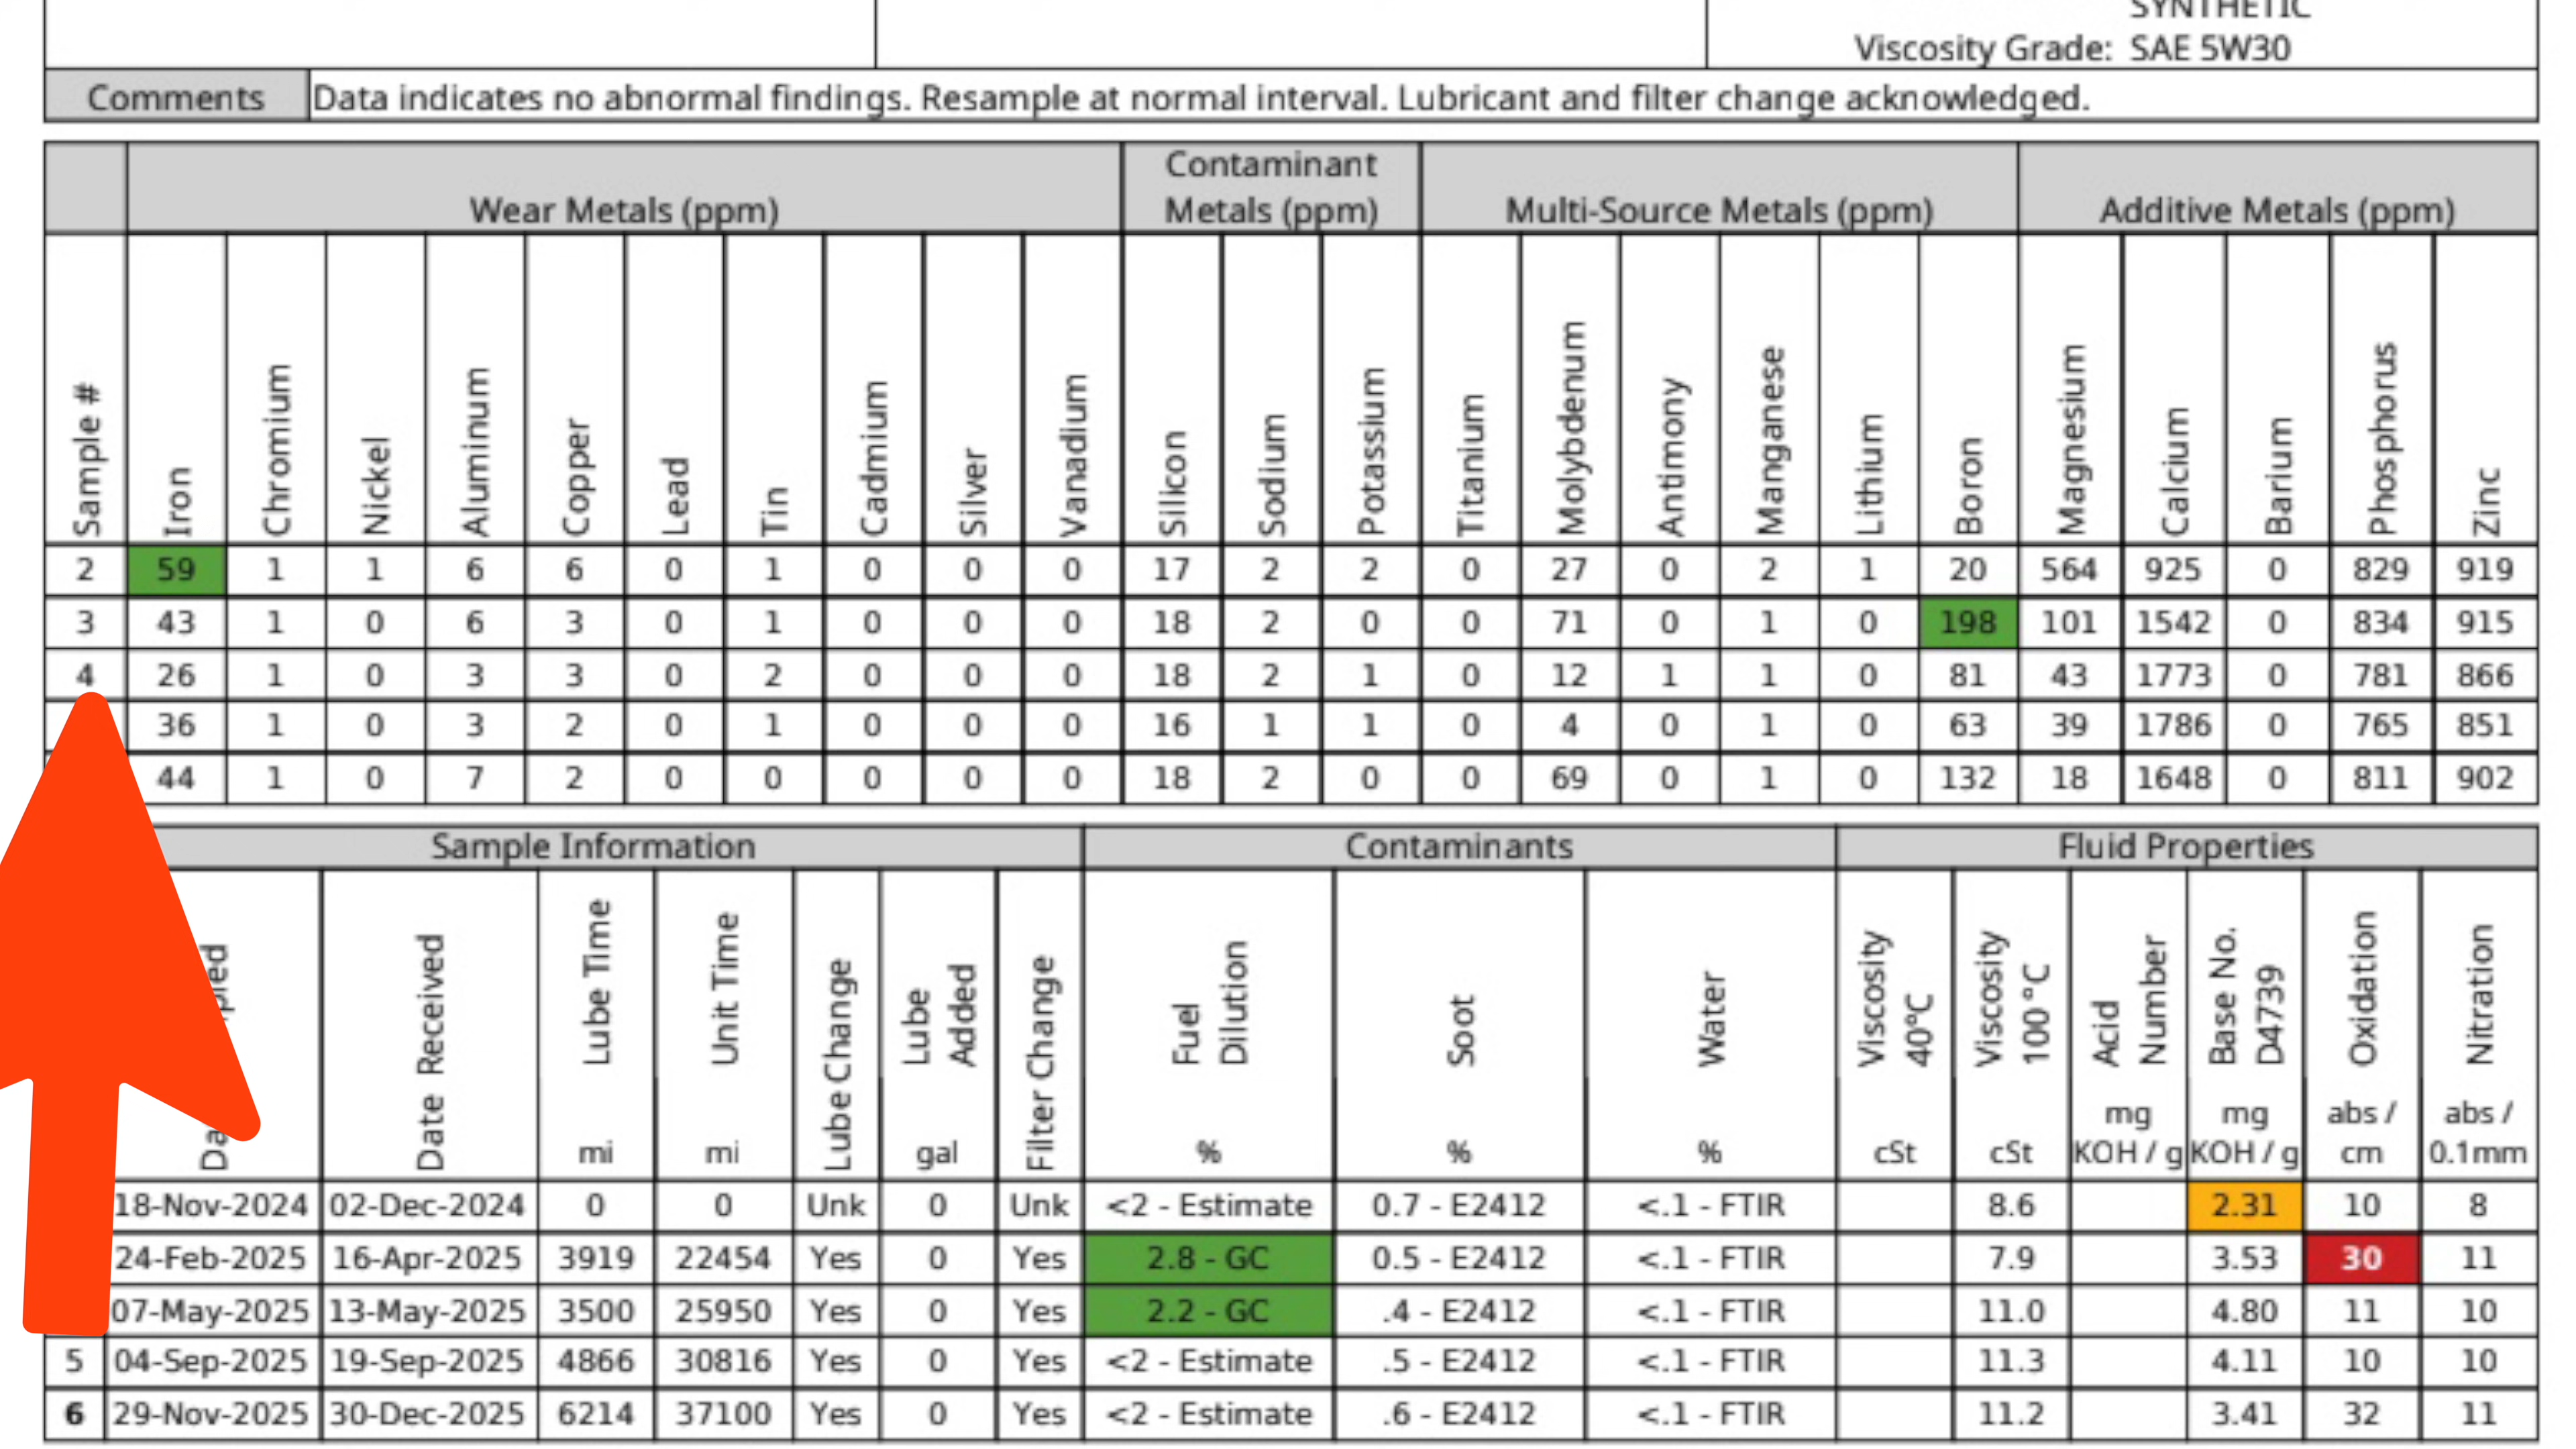 SYNTHETIC
Viscosity Grade: SAE 5W30
Comments Data indicates no abnormal findings. Resample at normal interval. Lubricant and filter change acknowledged.
Wear Metals (ppm) Contaminant Metals (ppm) Multi-Source Metals (ppm) Additive Metals (ppm)
Sample # Iron Chromium Nickel Aluminum Copper Lead Tin Cadmium Silver Vanadium Silicon Sodium Potassium Titanium Molybdenum Antimony Manganese Lithium Boron Magnesium Calcium Barium Phosphorus Zinc
2 59 1 1 6 6 0 1 0 0 0 17 2 2 0 27 0 2 1 20 564 925 0 829 919
3 43 1 0 6 3 0 1 0 0 0 18 2 0 0 71 0 1 0 198 101 1542 0 834 915
4 26 1 0 3 3 0 2 0 0 0 18 2 1 0 12 1 1 0 81 43 1773 0 781 866
36 1 0 3 2 0 1 0 0 0 16 1 1 0 4 0 1 0 63 39 1786 0 765 851
44 1 0 7 2 0 0 0 0 0 18 2 0 0 69 0 1 0 132 18 1648 0 811 902
Sample Information Contaminants Fluid Properties
Date Received Lube Time mi Unit Time mi Lube Change Lube Added gal Filter Change Fuel Dilution % Soot % Water % Viscosity 40°C cSt Viscosity 100°C cSt Acid Number mg KOH / g Base No. D4739 mg KOH / g Oxidation abs / cm Nitration abs / 0.1mm
18-Nov-2024 02-Dec-2024 0 0 Unk 0 Unk <2 - Estimate 0.7 - E2412 <.1 - FTIR 8.6 2.31 10 8
24-Feb-2025 16-Apr-2025 3919 22454 Yes 0 Yes 2.8 - GC 0.5 - E2412 <.1 - FTIR 7.9 3.53 30 11
07-May-2025 13-May-2025 3500 25950 Yes 0 Yes 2.2 - GC .4 - E2412 <.1 - FTIR 11.0 4.80 11 10
5 04-Sep-2025 19-Sep-2025 4866 30816 Yes 0 Yes <2 - Estimate .5 - E2412 <.1 - FTIR 11.3 4.11 10 10
6 29-Nov-2025 30-Dec-2025 6214 37100 Yes 0 Yes <2 - Estimate .6 - E2412 <.1 - FTIR 11.2 3.41 32 11